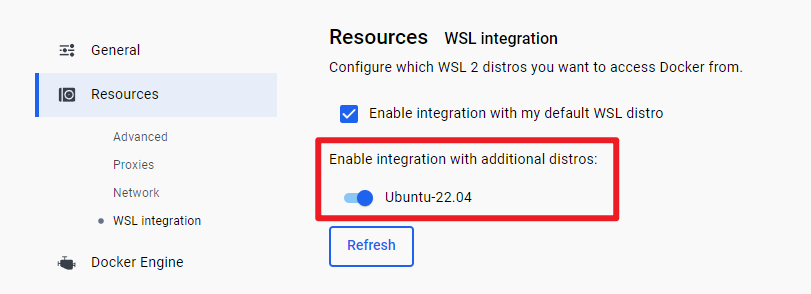 General
Resources
Advanced
Proxies
Network
WSL integration
Docker Engine
Resources WSL integration
Configure which WSL 2 distros you want to access Docker from.
Enable integration with my default WSL distro
Enable integration with additional distros:
Ubuntu-22.04
Refresh